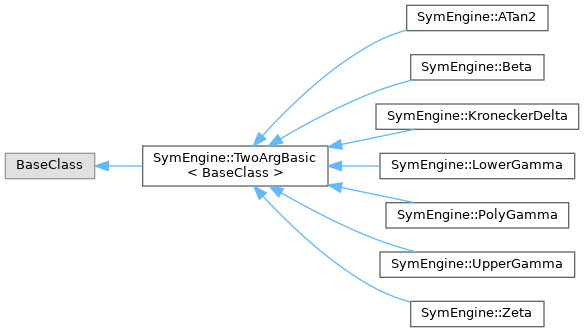 SymEngine::ATan2
SymEngine::Beta
SymEngine::KroneckerDelta
BaseClass
SymEngine::TwoArgBasic
< BaseClass >
SymEngine::LowerGamma
SymEngine::PolyGamma
SymEngine::UpperGamma
SymEngine::Zeta